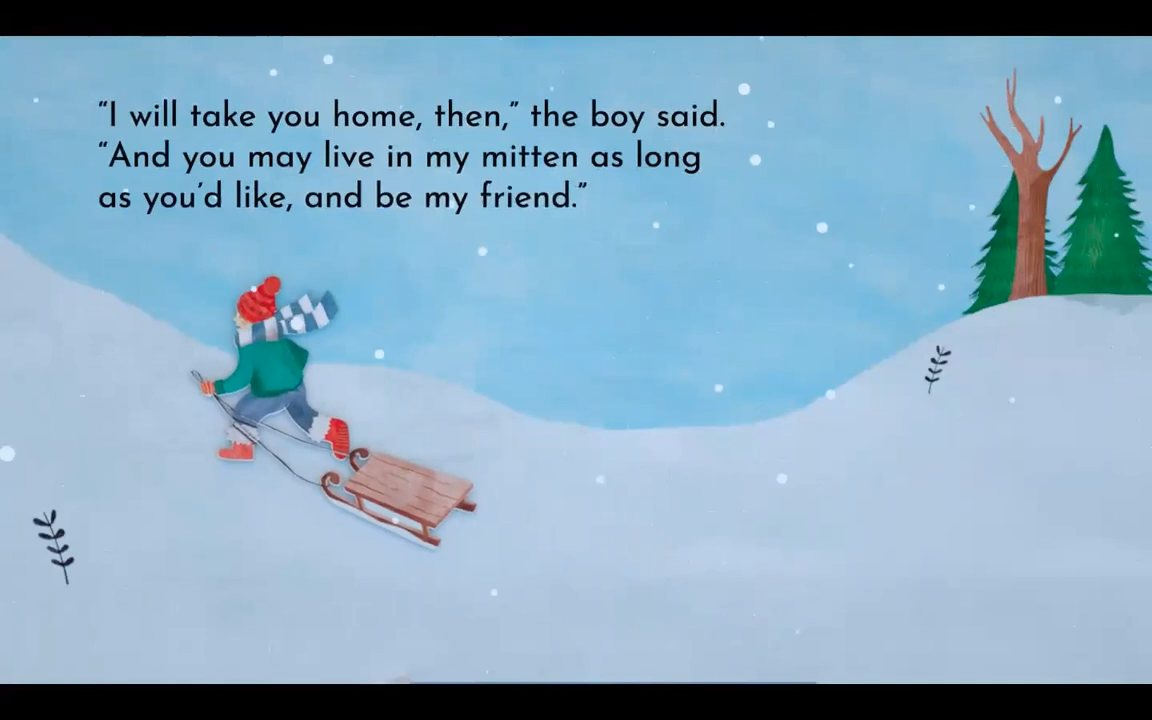 “I will take you home, then,” the boy said.
“And you may live in my mitten as long
as you’d like, and be my friend.”